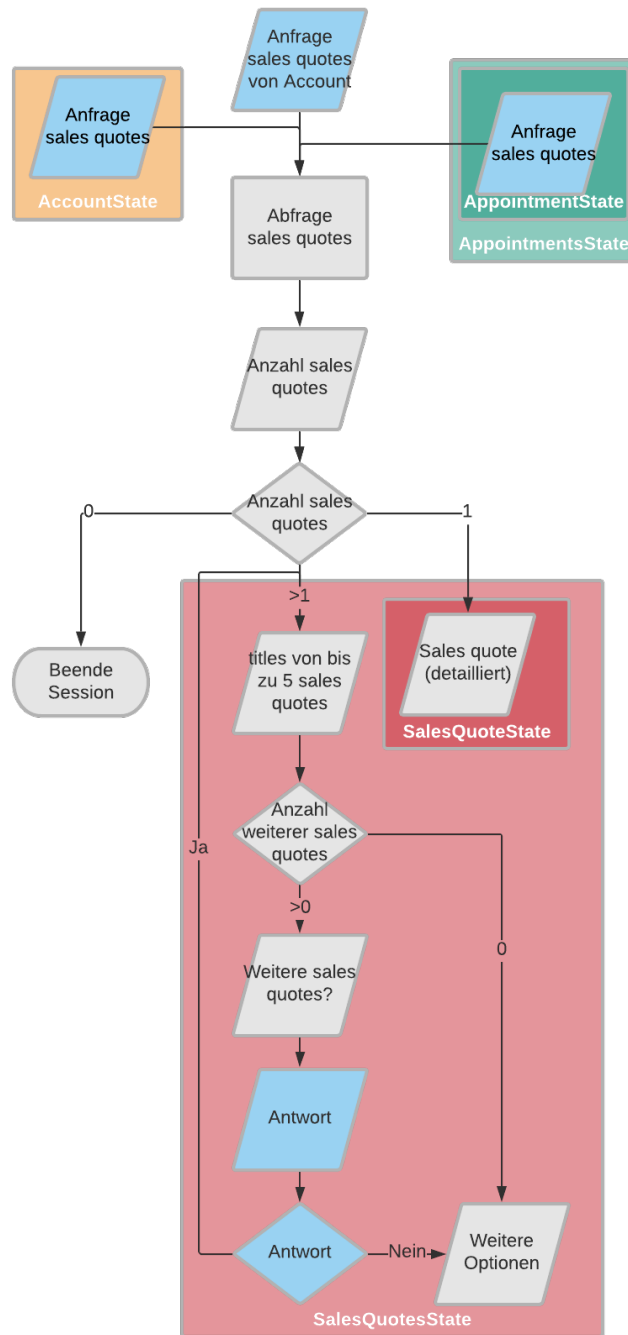 Anfrage
sales quotes
von Account
Anfrage
sales quotes
AccountState
Anfrage
sales quotes
AppointmentState
AppointmentsState
Abfrage
sales quotes
Anzahl sales
quotes
Anzahl sales
quotes
0
1
>1
Beende
Session
titles von bis
zu 5 sales
quotes
Sales quote
(detailliert)
SalesQuoteState
Anzahl
weiterer sales
quotes
Ja
>0
0
Weitere sales
quotes?
Antwort
Antwort
Nein
Weitere
Optionen
SalesQuotesState